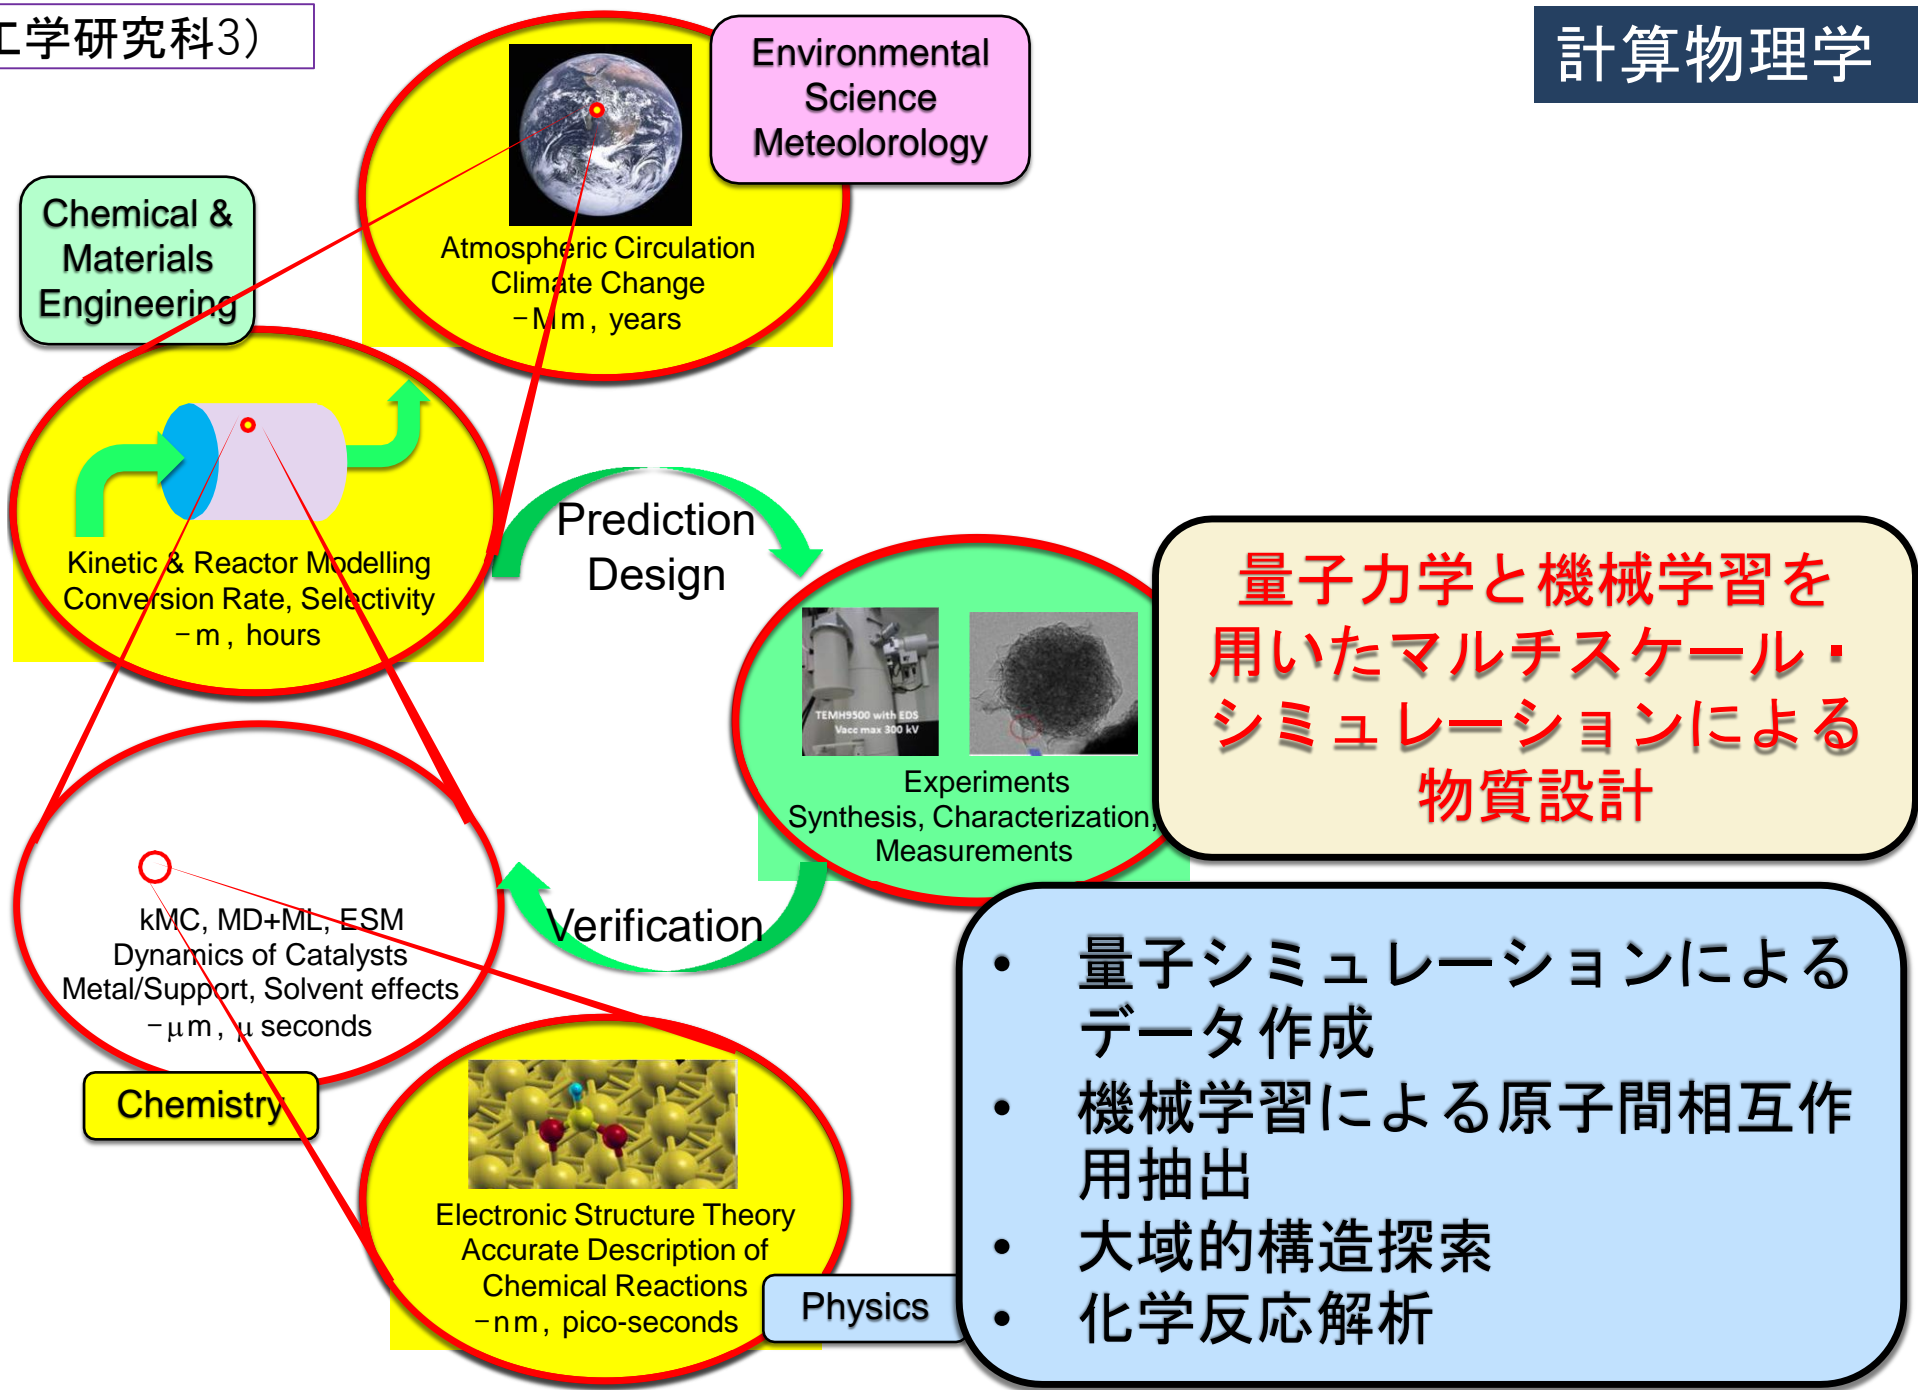 工学研究科3）
計算物理学
Environmental
Science
Meteolorology
Atmospheric Circulation
Climate Change
−Mm, years
Chemical &
Materials
Engineering
Kinetic & Reactor Modelling
Conversion Rate, Selectivity
−m, hours
Prediction
Design
TEMH9500 with EDS
Vacc max 300 kV
Experiments
Synthesis, Characterization,
Measurements
Verification
量子力学と機械学習を
用いたマルチスケール・
シミュレーションによる
物質設計
kMC, MD+ML, ESM
Dynamics of Catalysts
Metal/Support, Solvent effects
−μm, μ seconds
Chemistry
Electronic Structure Theory
Accurate Description of
Chemical Reactions
−nm, pico-seconds
Physics
• 量子シミュレーションによる
データ作成
• 機械学習による原子間相互作
用抽出
• 大域的構造探索
• 化学反応解析